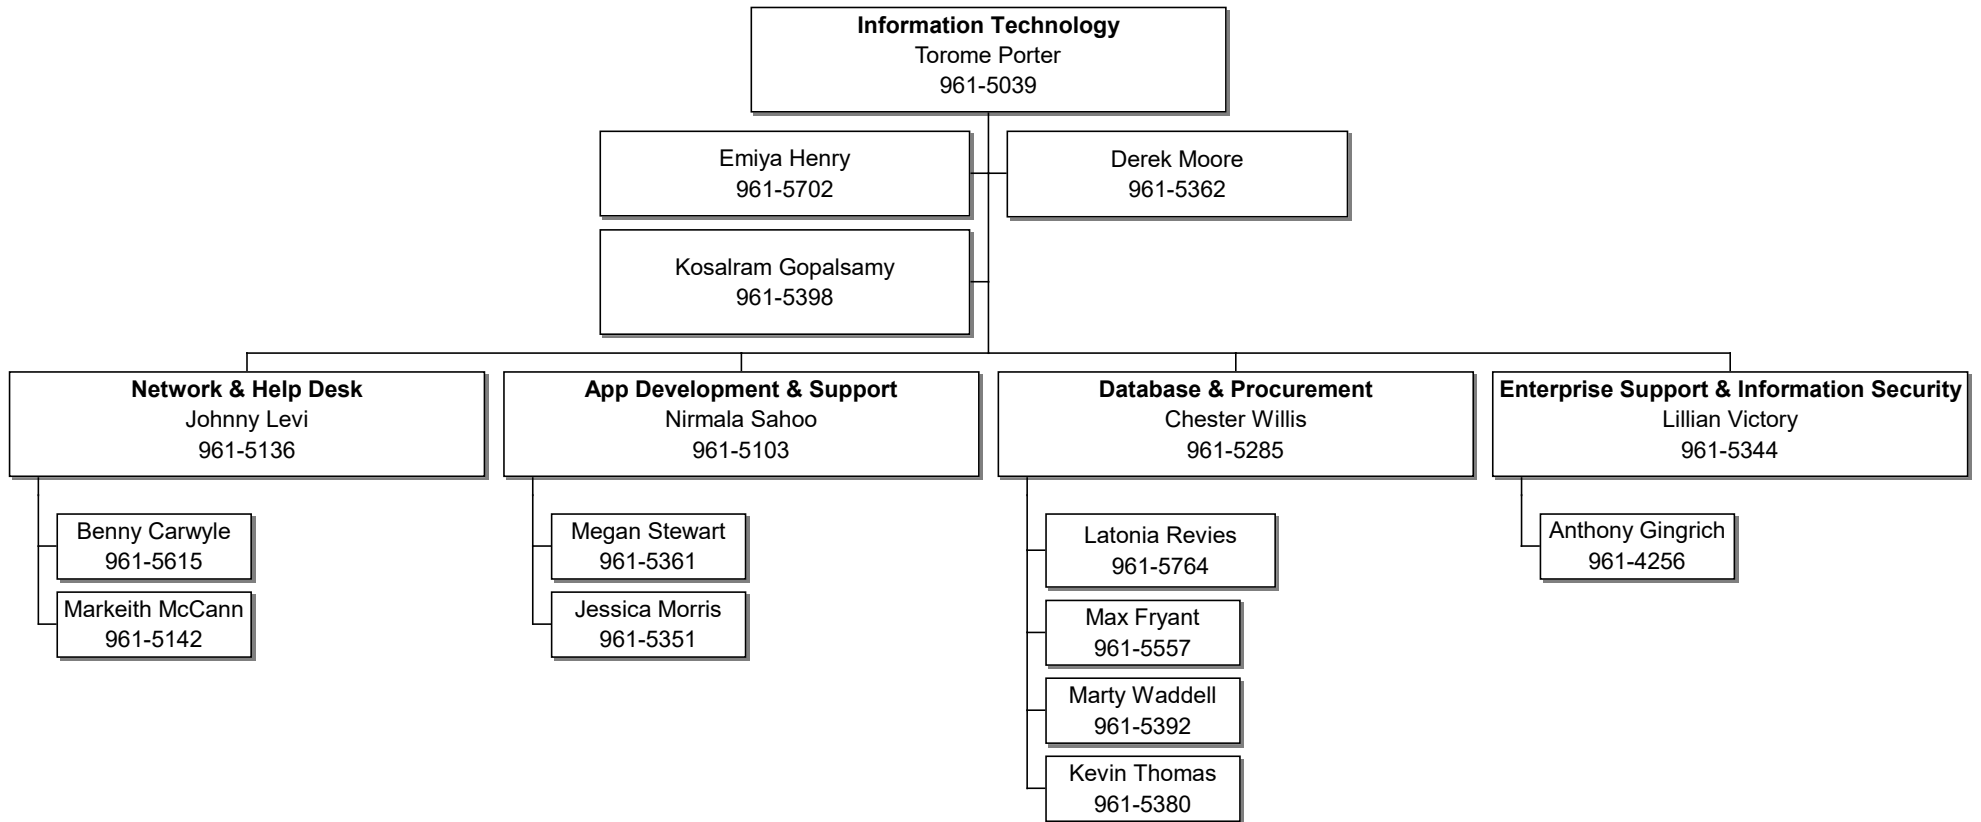 Information Technology
Torome Porter
961-5039
Emiya Henry
961-5702
Derek Moore
961-5362
Kosalram Gopalsamy
961-5398
Network & Help Desk
Johnny Levi
961-5136
App Development & Support
Nirmala Sahoo
961-5103
Database & Procurement
Chester Willis
961-5285
Enterprise Support & Information Security
Lillian Victory
961-5344
Benny Carwyle
961-5615
Markeith McCann
961-5142
Megan Stewart
961-5361
Jessica Morris
961-5351
Latonia Revies
961-5764
Max Fryant
961-5557
Marty Waddell
961-5392
Kevin Thomas
961-5380
Anthony Gingrich
961-4256